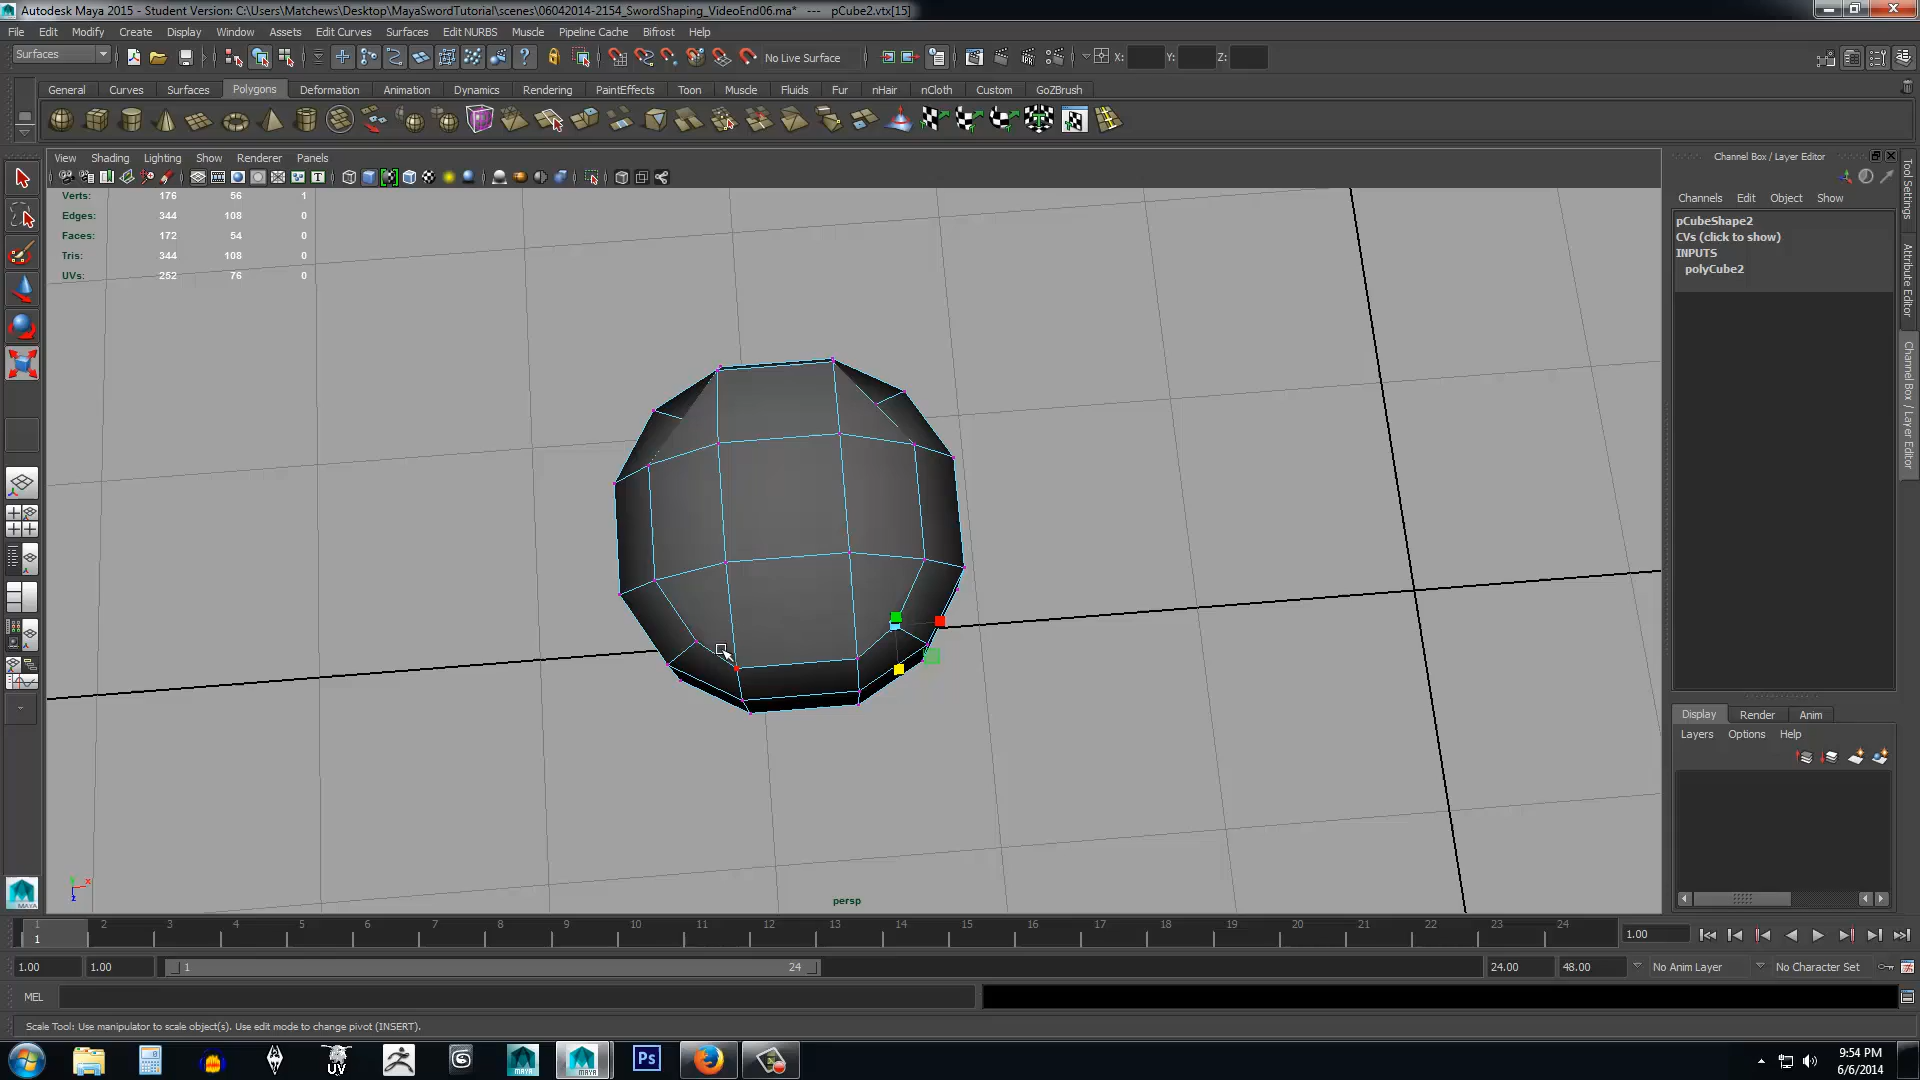 Autodesk Maya 2015 - Student Version: C:\Users\Matchews\Desktop\MayaSwordTutorial\scenes\06042014-2154_SwordShaping_VideoEnd06.ma* --- pCube2.vtx[15]
File Edit Modify Create Display Window Assets Edit Curves Surfaces Edit NURBS Muscle Pipeline Cache Bifrost Help
Surfaces No Live Surface X: Y: Z:
General Curves Surfaces Polygons Deformation Animation Dynamics Rendering PaintEffects Toon Muscle Fluids Fur nHair nCloth Custom GoZBrush
View Shading Lighting Show Renderer Panels
Verts: 176 56 1
Edges: 344 108 0
Faces: 172 54 0
Tris: 344 108 0
UVs: 252 76 0
persp
Channel Box / Layer Editor
Channels Edit Object Show
pCubeShape2
CVs (click to show)
INPUTS
polyCube2
Tool Settings
Attribute Editor
Channel Box / Layer Editor
Display Render Anim
Layers Options Help
1 2 3 4 5 6 7 8 9 10 11 12 13 14 15 16 17 18 19 20 21 22 23 24
1 1.00
1.00 1.00 1 24 24.00 48.00 No Anim Layer No Character Set
MEL
Scale Tool: Use manipulator to scale object(s). Use edit mode to change pivot (INSERT).
UV MAYA MAYA Ps
9:54 PM
6/6/2014